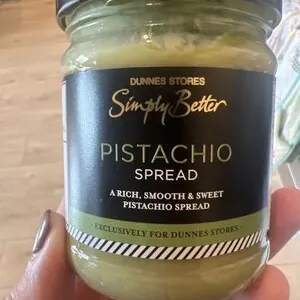 DUNNES STORES
Simply Better
PISTACHIO
SPREAD
A RICH, SMOOTH & SWEET
PISTACHIO SPREAD
- EXCLUSIVELY FOR DUNNES STORES -